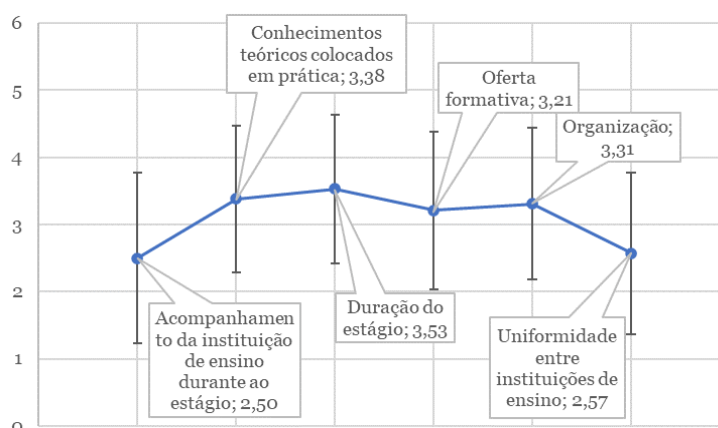 6
5
4
3
2
1
0
Conhecimentos
teóricos colocados
em prática; 3,38
Oferta
formativa; 3,21
Organização;
3,31
Acompanhamen
to da instituição
de ensino
durante ao
estágio; 2,50
Duração do
estágio; 3,53
Uniformidade
entre
instituições de
ensino; 2,57